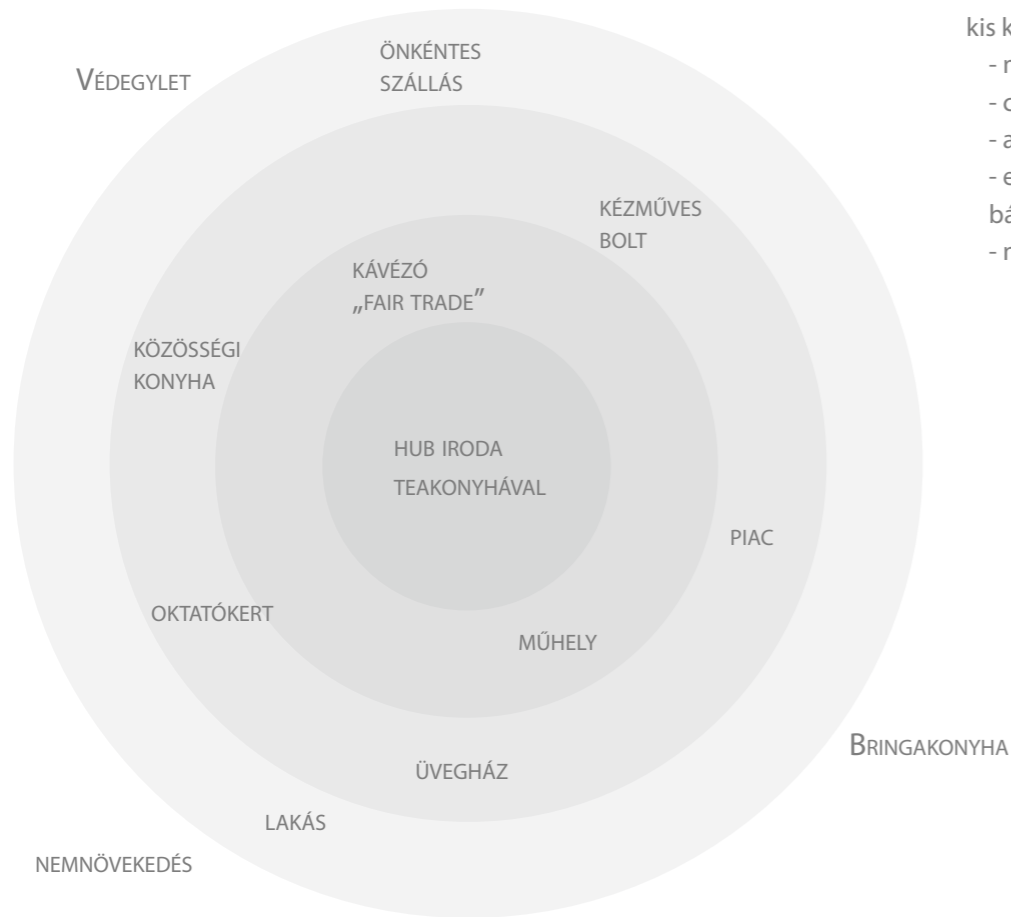 VÉDEGYLET
ÖNKÉNTES
SZÁLLÁS
KÉZMŰVES
BOLT
KÁVÉZÓ
„FAIR TRADE”
KÖZÖSSÉGI
KONYHA
HUB IRODA
TEAKONYHÁVAL
PIAC
OKTATÓKERT
MŰHELY
BRINGAKONYHA
ÜVEGHÁZ
LAKÁS
NEMNÖVEKEDÉS
kis